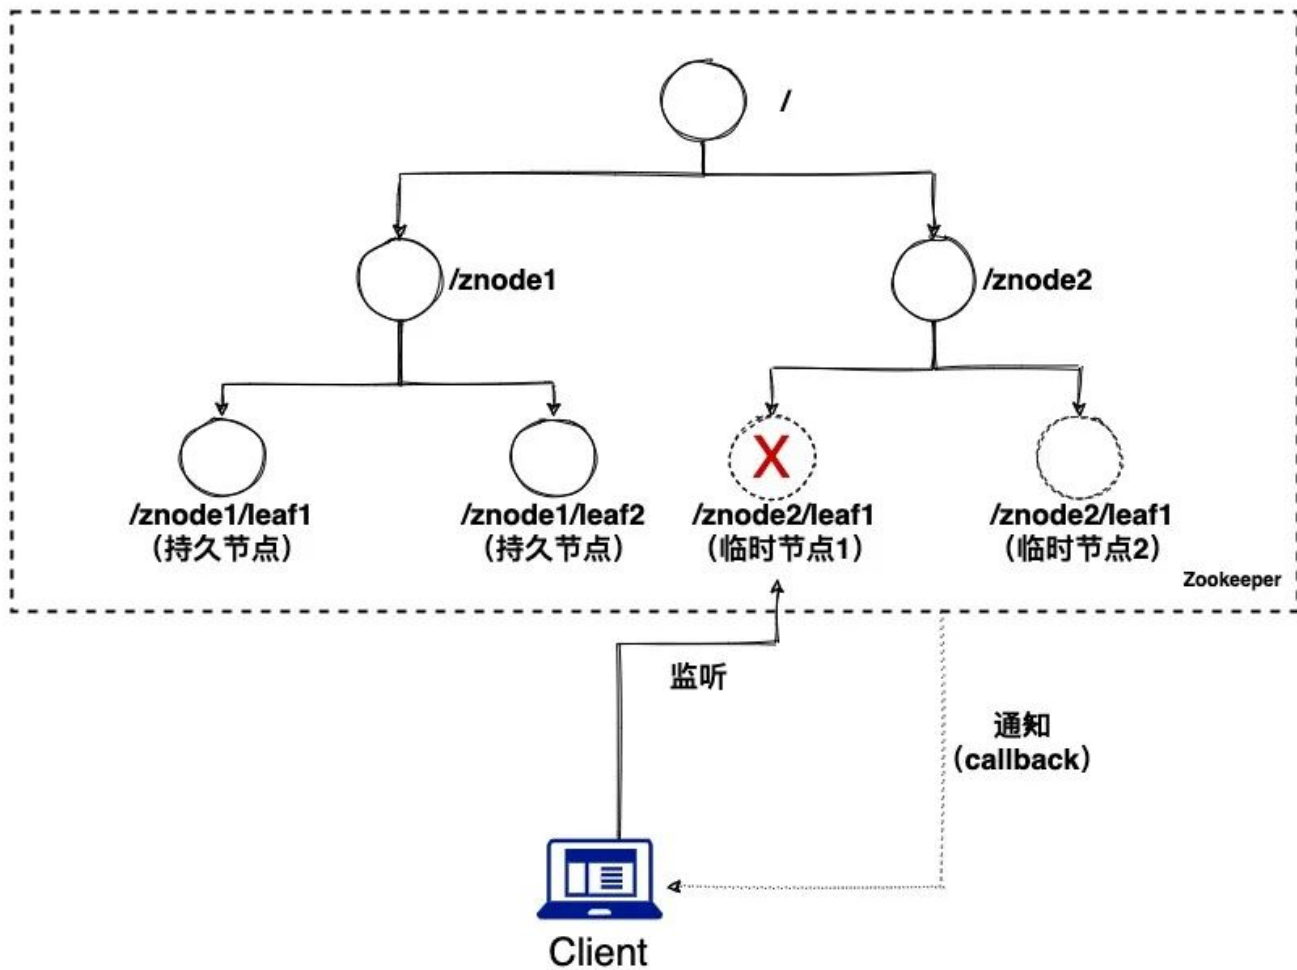 /
/znode1
/znode2
/znode1/leaf1
（持久节点）
/znode1/leaf2
（持久节点）
/znode2/leaf1
（临时节点1）
/znode2/leaf1
（临时节点2）
Zookeeper
监听
通知
（callback）
Client
X